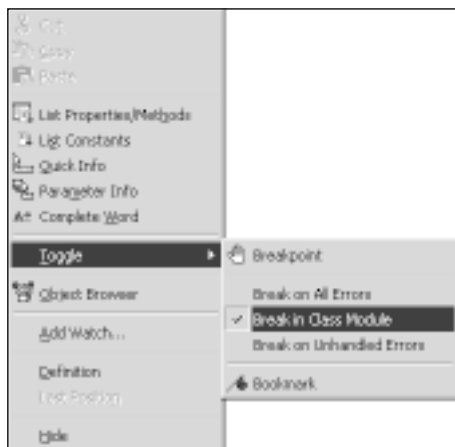 Cut
Copy
Paste
List Properties/Methods
List Constants
Quick Info
Parameter Info
A+ Complete Word
Toggle
Breakpoint
Object Browser
Break on All Errors
Break in Class Module
Add Watch...
Break on Unhandled Errors
Definition
Bookmark
Last Position
Hide